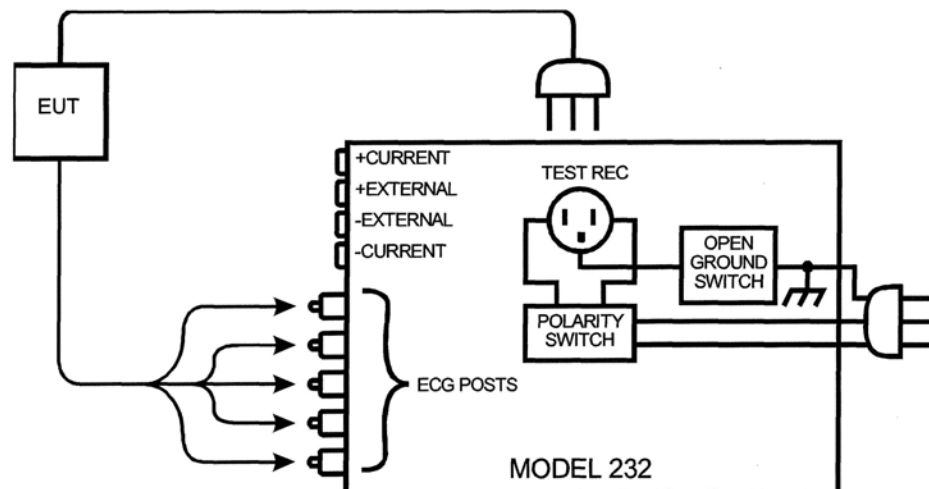 EUT
+CURRENT
+EXTERNAL
-EXTERNAL
-CURRENT
TEST REC
OPEN
GROUND
SWITCH
POLARITY
SWITCH
ECG POSTS
MODEL 232